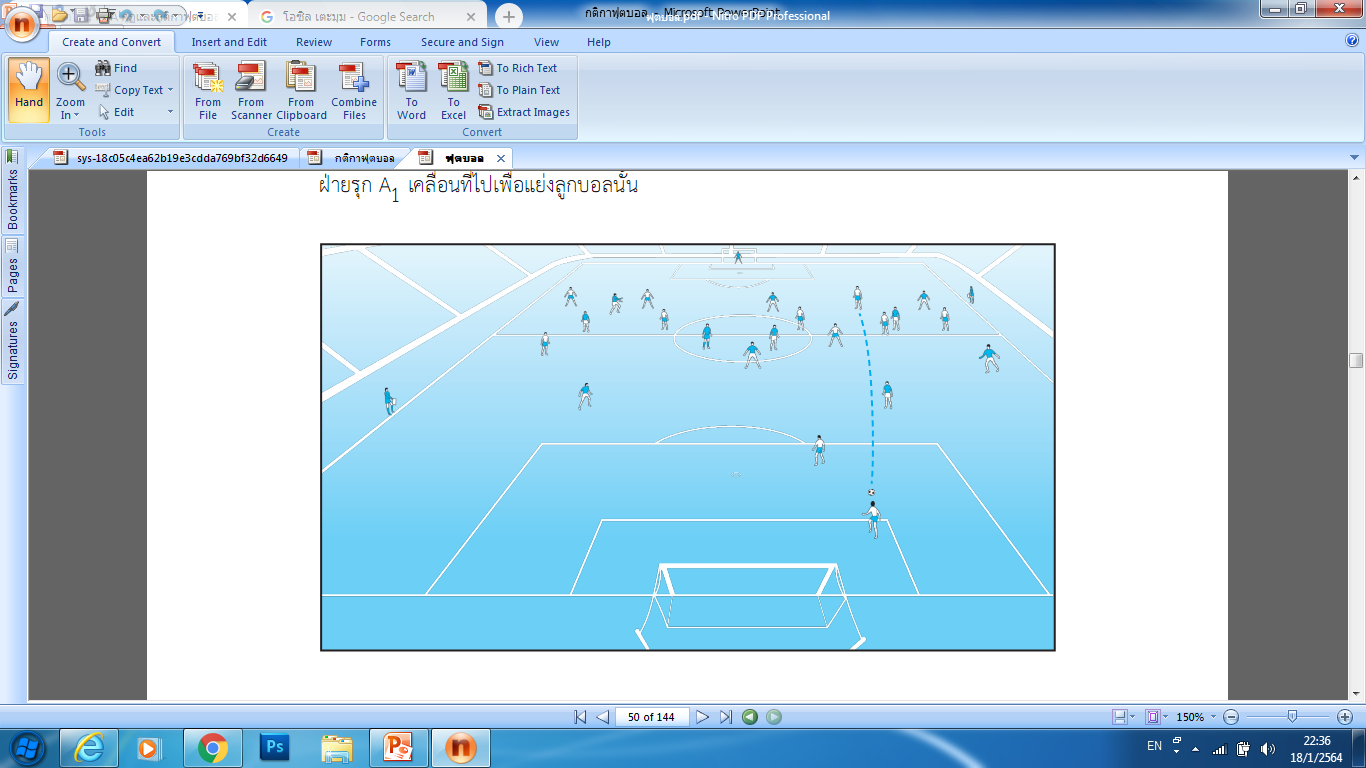 โอซิล เตะมุม - Google Search
กติกาฟุตบอล - Microsoft PowerPoint
ฟุตบอล.pdf - Nitro PDF Professional
Create and Convert Insert and Edit Review Forms Secure and Sign View Help
Hand
Zoom In
Find
Copy Text
Edit
Tools
From File
From Scanner
From Clipboard
Combine Files
Create
To Word
To Excel
To Rich Text
To Plain Text
Extract Images
Convert
sys-18c05c4ea62b19e3cdda769bf32d6649 กติกาฟุตบอล ฟุตบอล
Bookmarks
Pages
Signatures
ฝ่ายรุก A1 เคลื่อนที่ไปเพื่อแย่งลูกบอลนั้น
50 of 144
150%
Ps
EN
22:36
18/1/2564